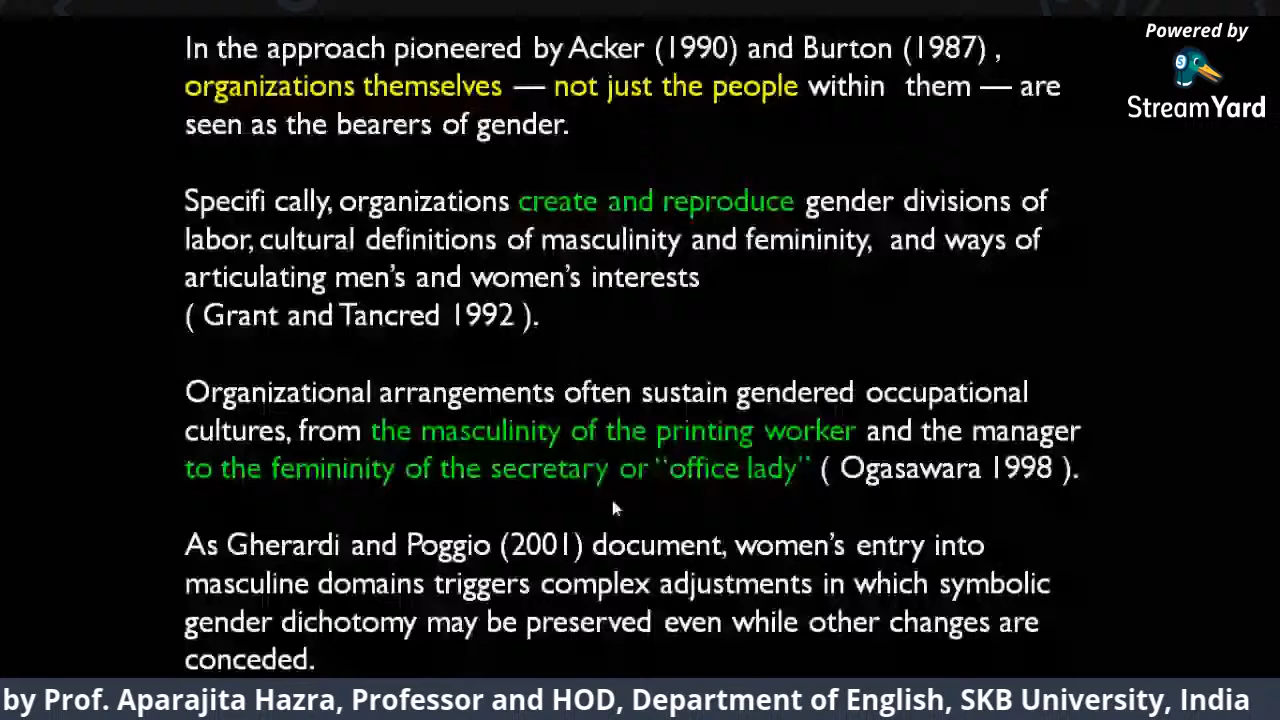 Powered by
StreamYard
In the approach pioneered by Acker (1990) and Burton (1987) ,
organizations themselves — not just the people within them — are
seen as the bearers of gender.
Specifi cally, organizations create and reproduce gender divisions of
labor, cultural definitions of masculinity and femininity, and ways of
articulating men's and women's interests
( Grant and Tancred 1992 ).
Organizational arrangements often sustain gendered occupational
cultures, from the masculinity of the printing worker and the manager
to the femininity of the secretary or "office lady" ( Ogasawara 1998 ).
As Gherardi and Poggio (2001) document, women's entry into
masculine domains triggers complex adjustments in which symbolic
gender dichotomy may be preserved even while other changes are
conceded.
by Prof. Aparajita Hazra, Professor and HOD, Department of English, SKB University, India